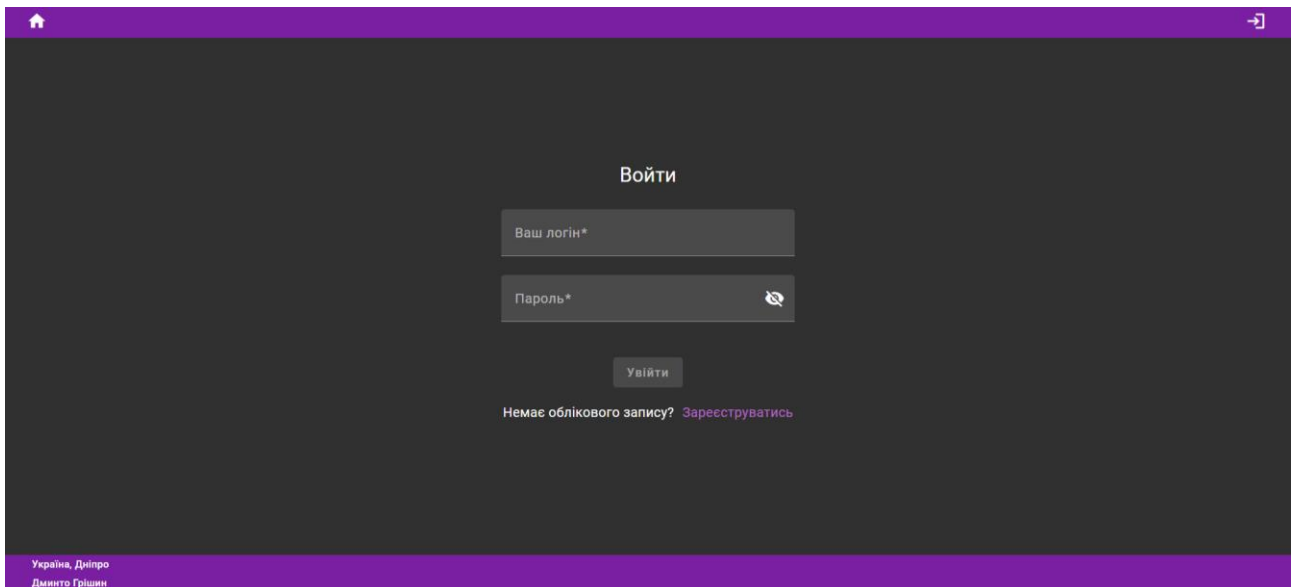 Войти
Ваш логін*
Пароль*
Увійти
Немає облікового запису? Зареєструватись
Україна, Дніпро
Дминто Грішин